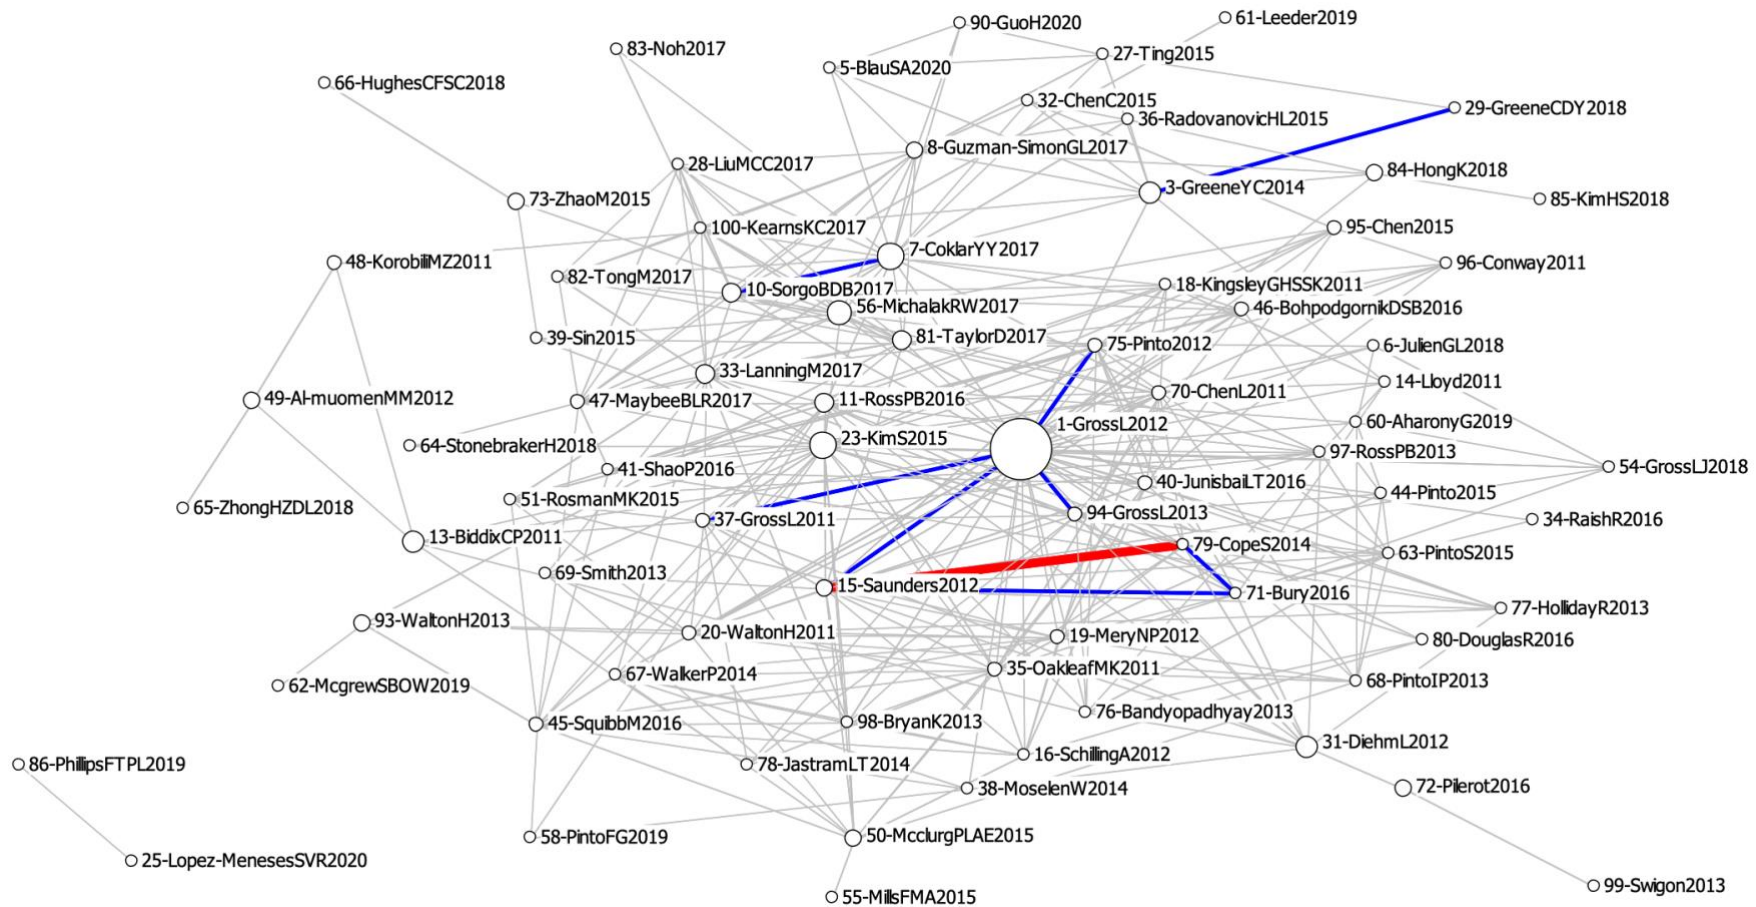 90-GuoH2020
61-Leeder2019
83-Noh2017
27-Ting2015
5-BlauSA2020
66-HughesCFSC2018
32-ChenC2015
29-GreeneCDY2018
36-RadovanovicHL2015
8-Guzman-SimonGL2017
28-LiuMCC2017
84-HongK2018
3-GreeneYC2014
73-ZhaoM2015
85-KimHS2018
100-KearnsKC2017
95-Chen2015
7-CoklarYY2017
48-KorobiliMZ2011
96-Conway2011
82-TongM2017
18-KingsleyGHSSK2011
10-SorgoBDB2017
56-MichalakRW2017
46-BohpodgornikDSB2016
39-Sin2015
81-TaylorD2017
75-Pinto2012
6-JulienGL2018
33-LanningM2017
14-Lloyd2011
70-ChenL2011
49-Al-muomenMM2012
47-MaybeeBLR2017
11-RossPB2016
1-GrossL2012
60-AharonyG2019
23-KimS2015
64-StonebrakerH2018
97-RossPB2013
54-GrossLJ2018
41-ShaoP2016
40-JunisbaiLT2016
44-Pinto2015
51-RosmanMK2015
65-ZhongHZDL2018
94-GrossL2013
37-GrossL2011
34-RaishR2016
13-BiddixCP2011
79-CopeS2014
63-PintoS2015
69-Smith2013
15-Saunders2012
71-Bury2016
77-HollidayR2013
93-WaltonH2013
20-WaltonH2011
19-MeryNP2012
80-DouglasR2016
35-OakleafMK2011
67-WalkerP2014
68-PintoIP2013
62-McgrewSBOW2019
76-Bandyopadhyay2013
45-SquibbM2016
98-BryanK2013
31-DiehmL2012
16-SchillingA2012
86-PhillipsFTPL2019
78-JastramLT2014
38-MoselenW2014
72-Pilerot2016
58-PintoFG2019
50-McclurgPLAE2015
25-Lopez-MenesesSVR2020
99-Swigon2013
55-MillsFMA2015